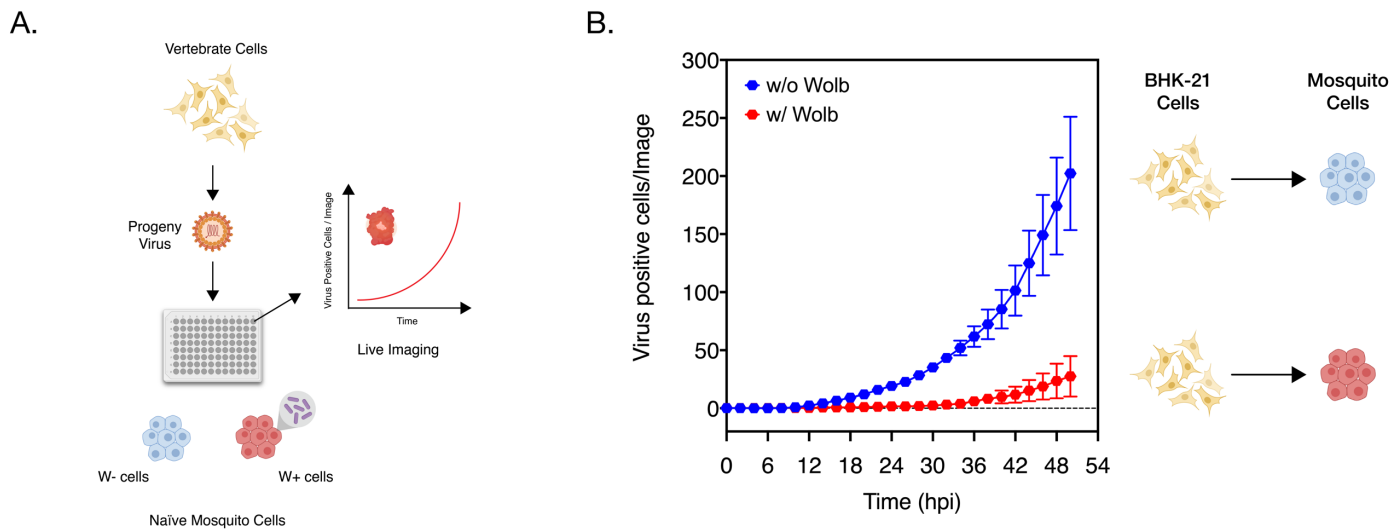 A.
Vertebrate Cells
Progeny
Virus
Virus Positive Cells / Image
Time
Live Imaging
W- cells
W+ cells
Naïve Mosquito Cells
B.
300
250
200
150
100
50
0
Virus positive cells/Image
w/o Wolb
w/ Wolb
0 6 12 18 24 30 36 42 48 54
Time (hpi)
BHK-21
Cells
Mosquito
Cells